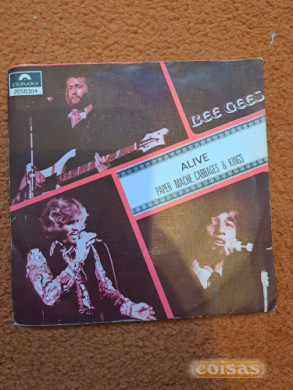 polydor
2058304
BEE GEES
ALIVE
PAPER MACHE, CABBAGES & KINGS
coisas